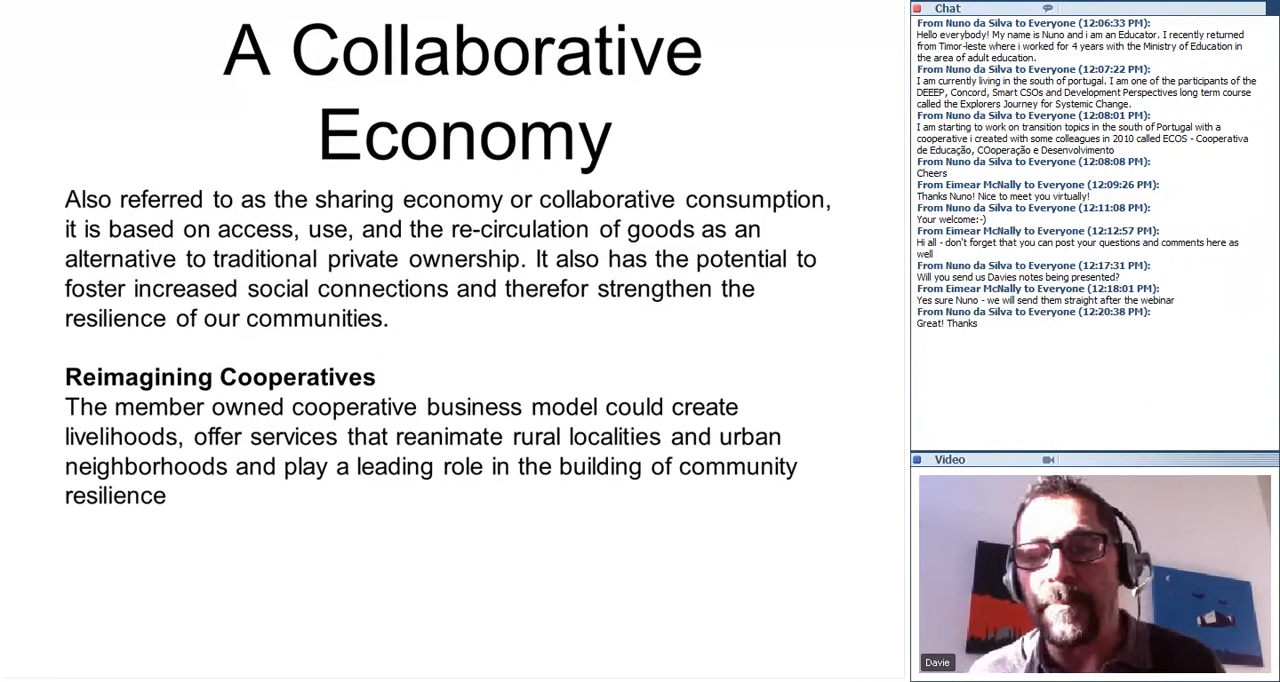 A Collaborative
Economy
Also referred to as the sharing economy or collaborative consumption,
it is based on access, use, and the re-circulation of goods as an
alternative to traditional private ownership. It also has the potential to
foster increased social connections and therefor strengthen the
resilience of our communities.
Reimagining Cooperatives
The member owned cooperative business model could create
livelihoods, offer services that reanimate rural localities and urban
neighborhoods and play a leading role in the building of community
resilience
Chat
From Nuno da Silva to Everyone (12:06:33 PM):
Hello everybody! My name is Nuno and i am an Educator. I recently returned
from Timor-leste where i worked for 4 years with the Ministry of Education in
the area of adult education.
From Nuno da Silva to Everyone (12:07:22 PM):
I am currently living in the south of portugal. I am one of the participants of the
DEEEP, Concord, Smart CSOs and Development Perspectives long term course
called the Explorers Journey for Systemic Change.
From Nuno da Silva to Everyone (12:08:01 PM):
I am starting to work on transition topics in the south of Portugal with a
cooperative i created with some colleagues in 2010 called ECOS - Cooperativa
de Educação, COoperação e Desenvolvimento
From Nuno da Silva to Everyone (12:08:08 PM):
Cheers
From Eimear McNally to Everyone (12:09:26 PM):
Thanks Nuno! Nice to meet you virtually!
From Nuno da Silva to Everyone (12:11:08 PM):
Your welcome:-)
From Eimear McNally to Everyone (12:12:57 PM):
Hi all - don't forget that you can post your questions and comments here as
well
From Nuno da Silva to Everyone (12:17:31 PM):
Will you send us Davies notes being presented?
From Eimear McNally to Everyone (12:18:01 PM):
Yes sure Nuno - we will send them straight after the webinar
From Nuno da Silva to Everyone (12:20:38 PM):
Great! Thanks
Video
Davie